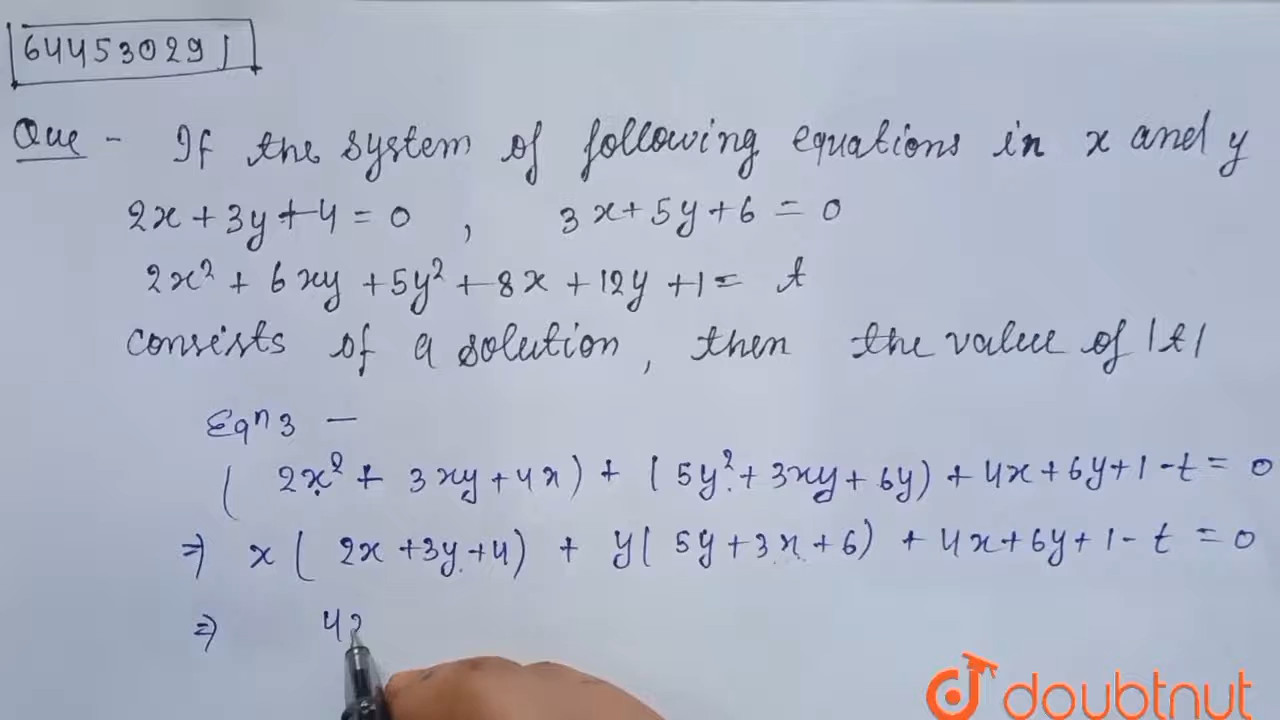 644530291
Que - If the system of following equations in x and y
2x + 3y + 4 = 0 , 3x + 5y + 6 = 0
2x² + 6xy + 5y² + 8x + 12y + 1 = t
consists of a solution, then the value of |t|
Eqⁿ 3 —
( 2x² + 3xy + 4x) + ( 5y² + 3xy + 6y) + 4x + 6y + 1 - t = 0
⇒ x ( 2x + 3y + 4) + y ( 5y + 3x + 6) + 4x + 6y + 1 - t = 0
⇒ 4
doubtnut